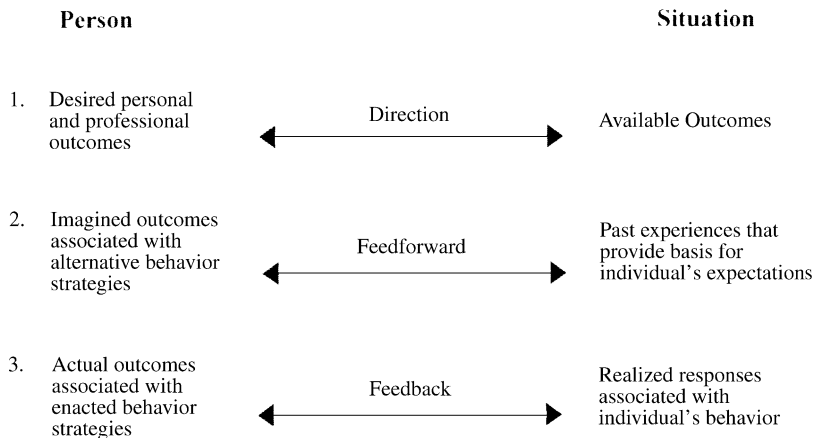 Person
Situation
1. Desired personal
and professional
outcomes
Direction
Available Outcomes
2. Imagined outcomes
associated with
alternative behavior
strategies
Feedforward
Past experiences that
provide basis for
individual's expectations
3. Actual outcomes
associated with
enacted behavior
strategies
Feedback
Realized responses
associated with
individual's behavior